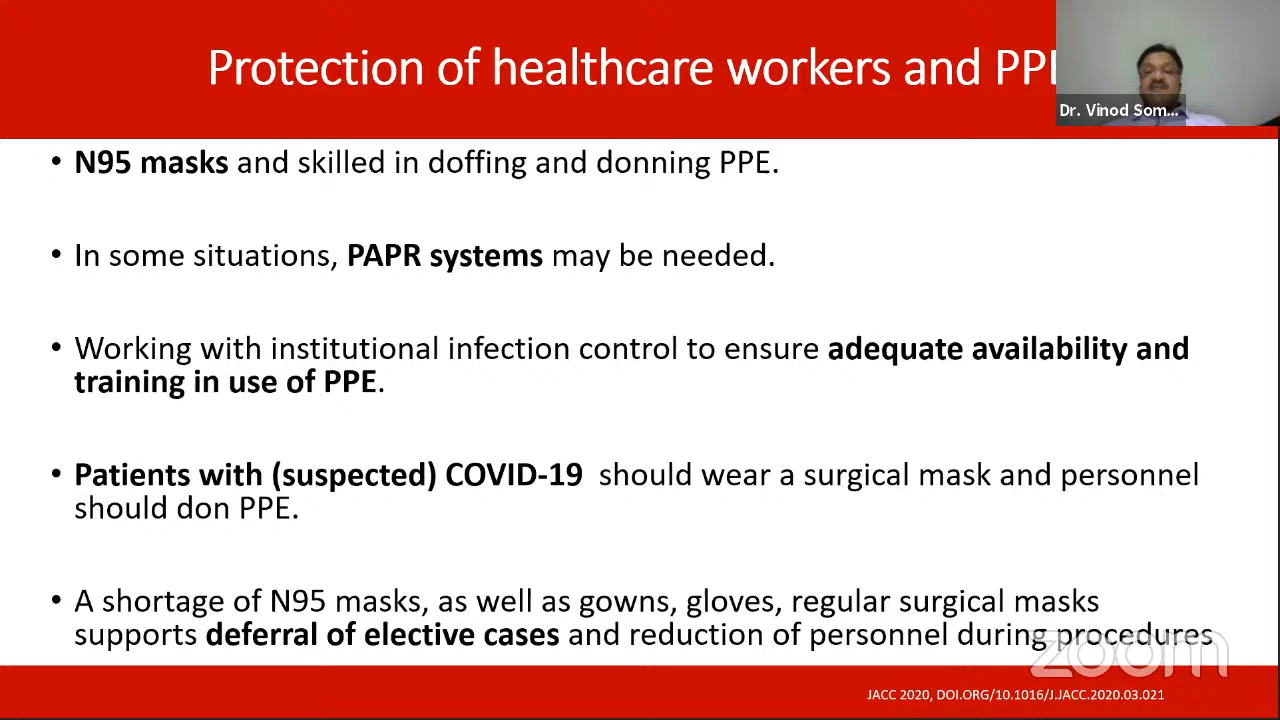 Protection of healthcare workers and PPE
Dr. Vinod Som...
• N95 masks and skilled in doffing and donning PPE.
• In some situations, PAPR systems may be needed.
• Working with institutional infection control to ensure adequate availability and
training in use of PPE.
• Patients with (suspected) COVID-19 should wear a surgical mask and personnel
should don PPE.
• A shortage of N95 masks, as well as gowns, gloves, regular surgical masks
supports deferral of elective cases and reduction of personnel during procedures
zoom
JACC 2020, DOI.ORG/10.1016/J.JACC.2020.03.021